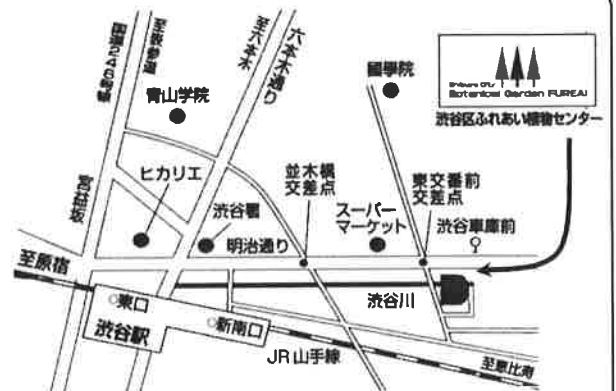 国道246号線
至表参道
至六本木
六本木通り
青山学院
國學院
Shibuya City
Botanical Garden FUREAI
渋谷区ふれあい植物センター
宮益坂
ヒカリエ
渋谷署
並木橋
交差点
スーパー
マーケット
東交番前
交差点
渋谷車庫前
明治通り
至原宿
東口
渋谷駅
新南口
渋谷川
JR山手線
至恵比寿